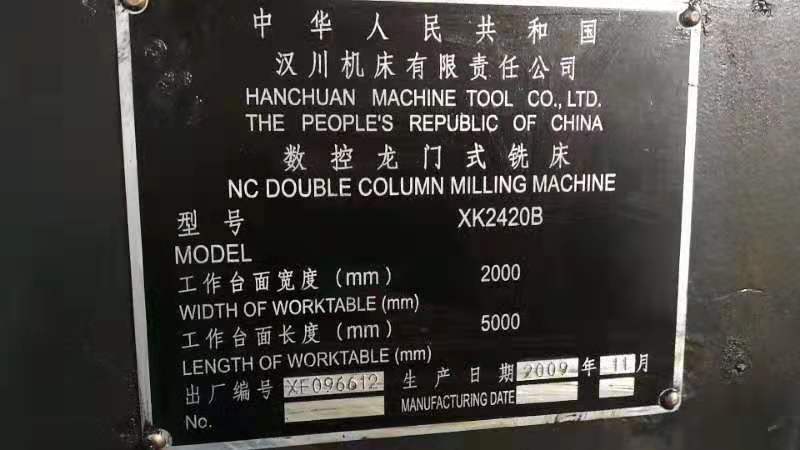 中华人民共和国
汉川机床有限责任公司
HANCHUAN MACHINE TOOL CO., LTD.
THE PEOPLE'S REPUBLIC OF CHINA
数控龙门式铣床
NC DOUBLE COLUMN MILLING MACHINE
型号 XK2420B
MODEL
工作台面宽度(mm) 2000
WIDTH OF WORKTABLE (mm)
工作台面长度(mm) 5000
LENGTH OF WORKTABLE (mm)
出厂编号 XF096612 生产日期 2009 年 11 月
No. MANUFACTURING DATE